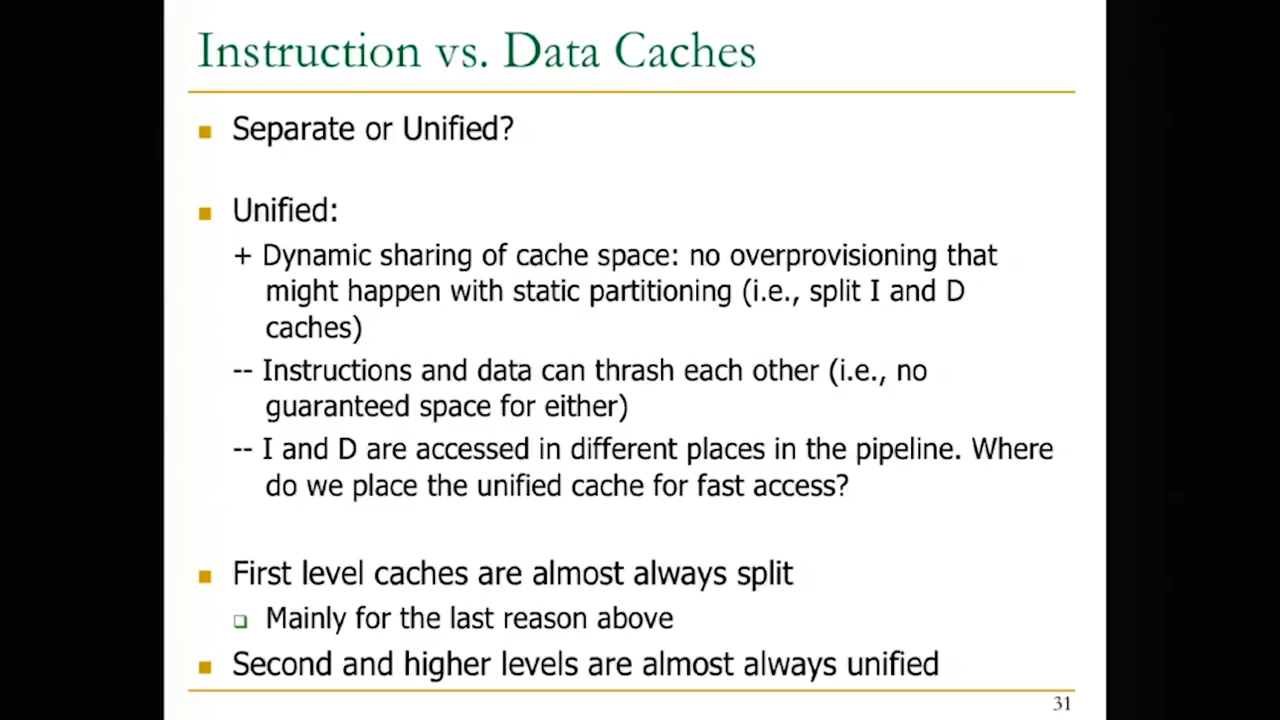 Instruction vs. Data Caches
Separate or Unified?
Unified:
+ Dynamic sharing of cache space: no overprovisioning that
might happen with static partitioning (i.e., split I and D
caches)
-- Instructions and data can thrash each other (i.e., no
guaranteed space for either)
-- I and D are accessed in different places in the pipeline. Where
do we place the unified cache for fast access?
First level caches are almost always split
Mainly for the last reason above
Second and higher levels are almost always unified
31